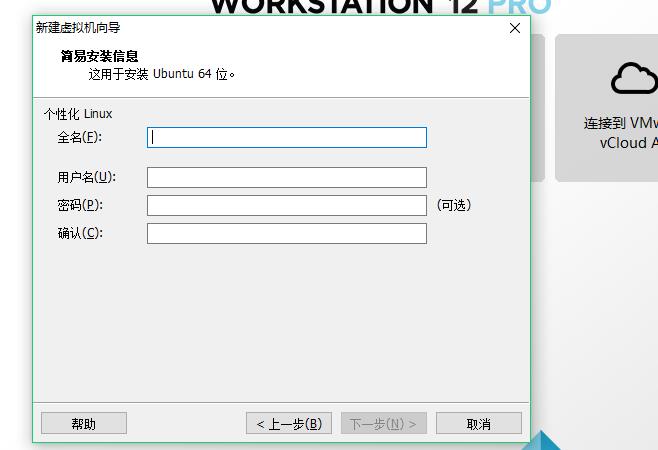 WORKSTATION 12 PRO
新建虚拟机向导
简易安装信息
这用于安装 Ubuntu 64 位。
个性化 Linux
全名(F):
用户名(U):
密码(P):
(可选)
确认(C):
帮助
< 上一步(B)
下一步(N) >
取消
连接到 VMw
vCloud A